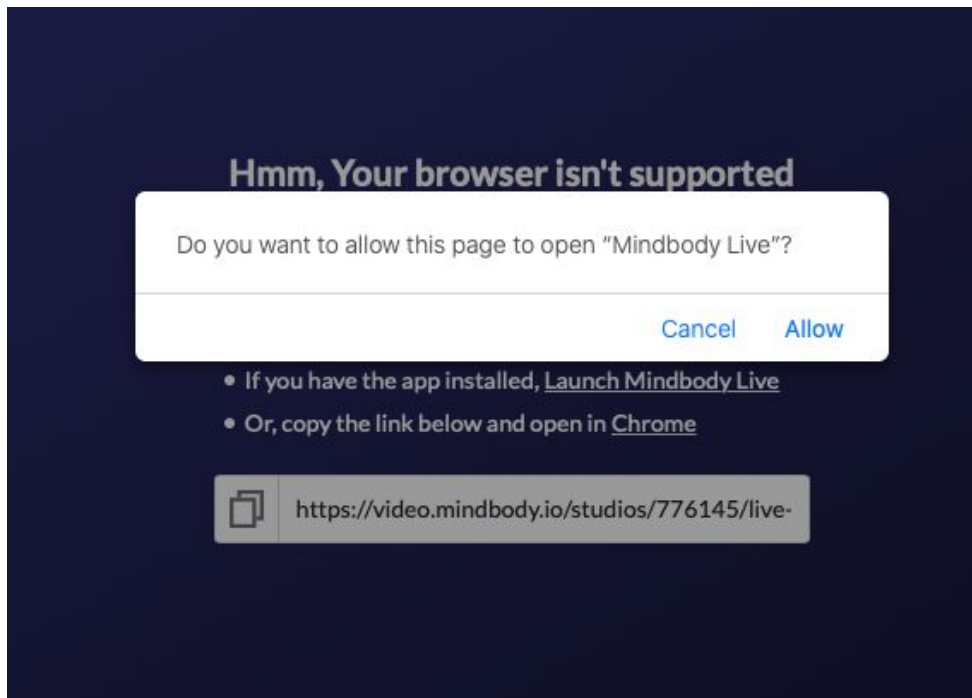 Hmm, Your browser isn't supported
Do you want to allow this page to open “Mindbody Live”?
Cancel Allow
• If you have the app installed, Launch Mindbody Live
• Or, copy the link below and open in Chrome
https://video.mindbody.io/studios/776145/live-